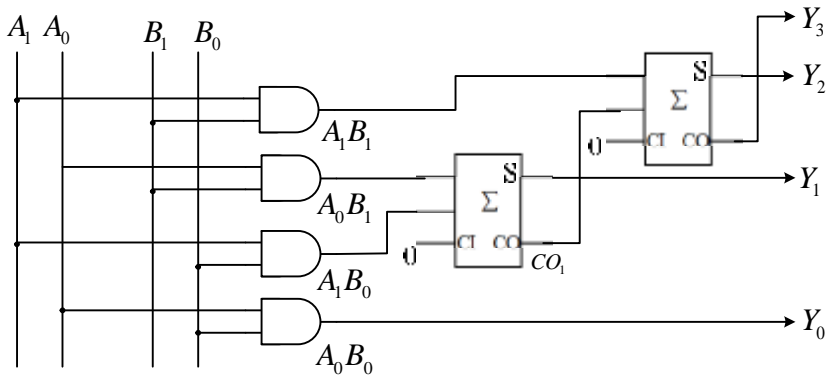 A₁ A₀ B₁ B₀
Y₃
S Y₂
Σ
A₁B₁
0 CI CO
S Y₁
A₀B₁
Σ
0 CI CO
CO₁
A₁B₀
Y₀
A₀B₀